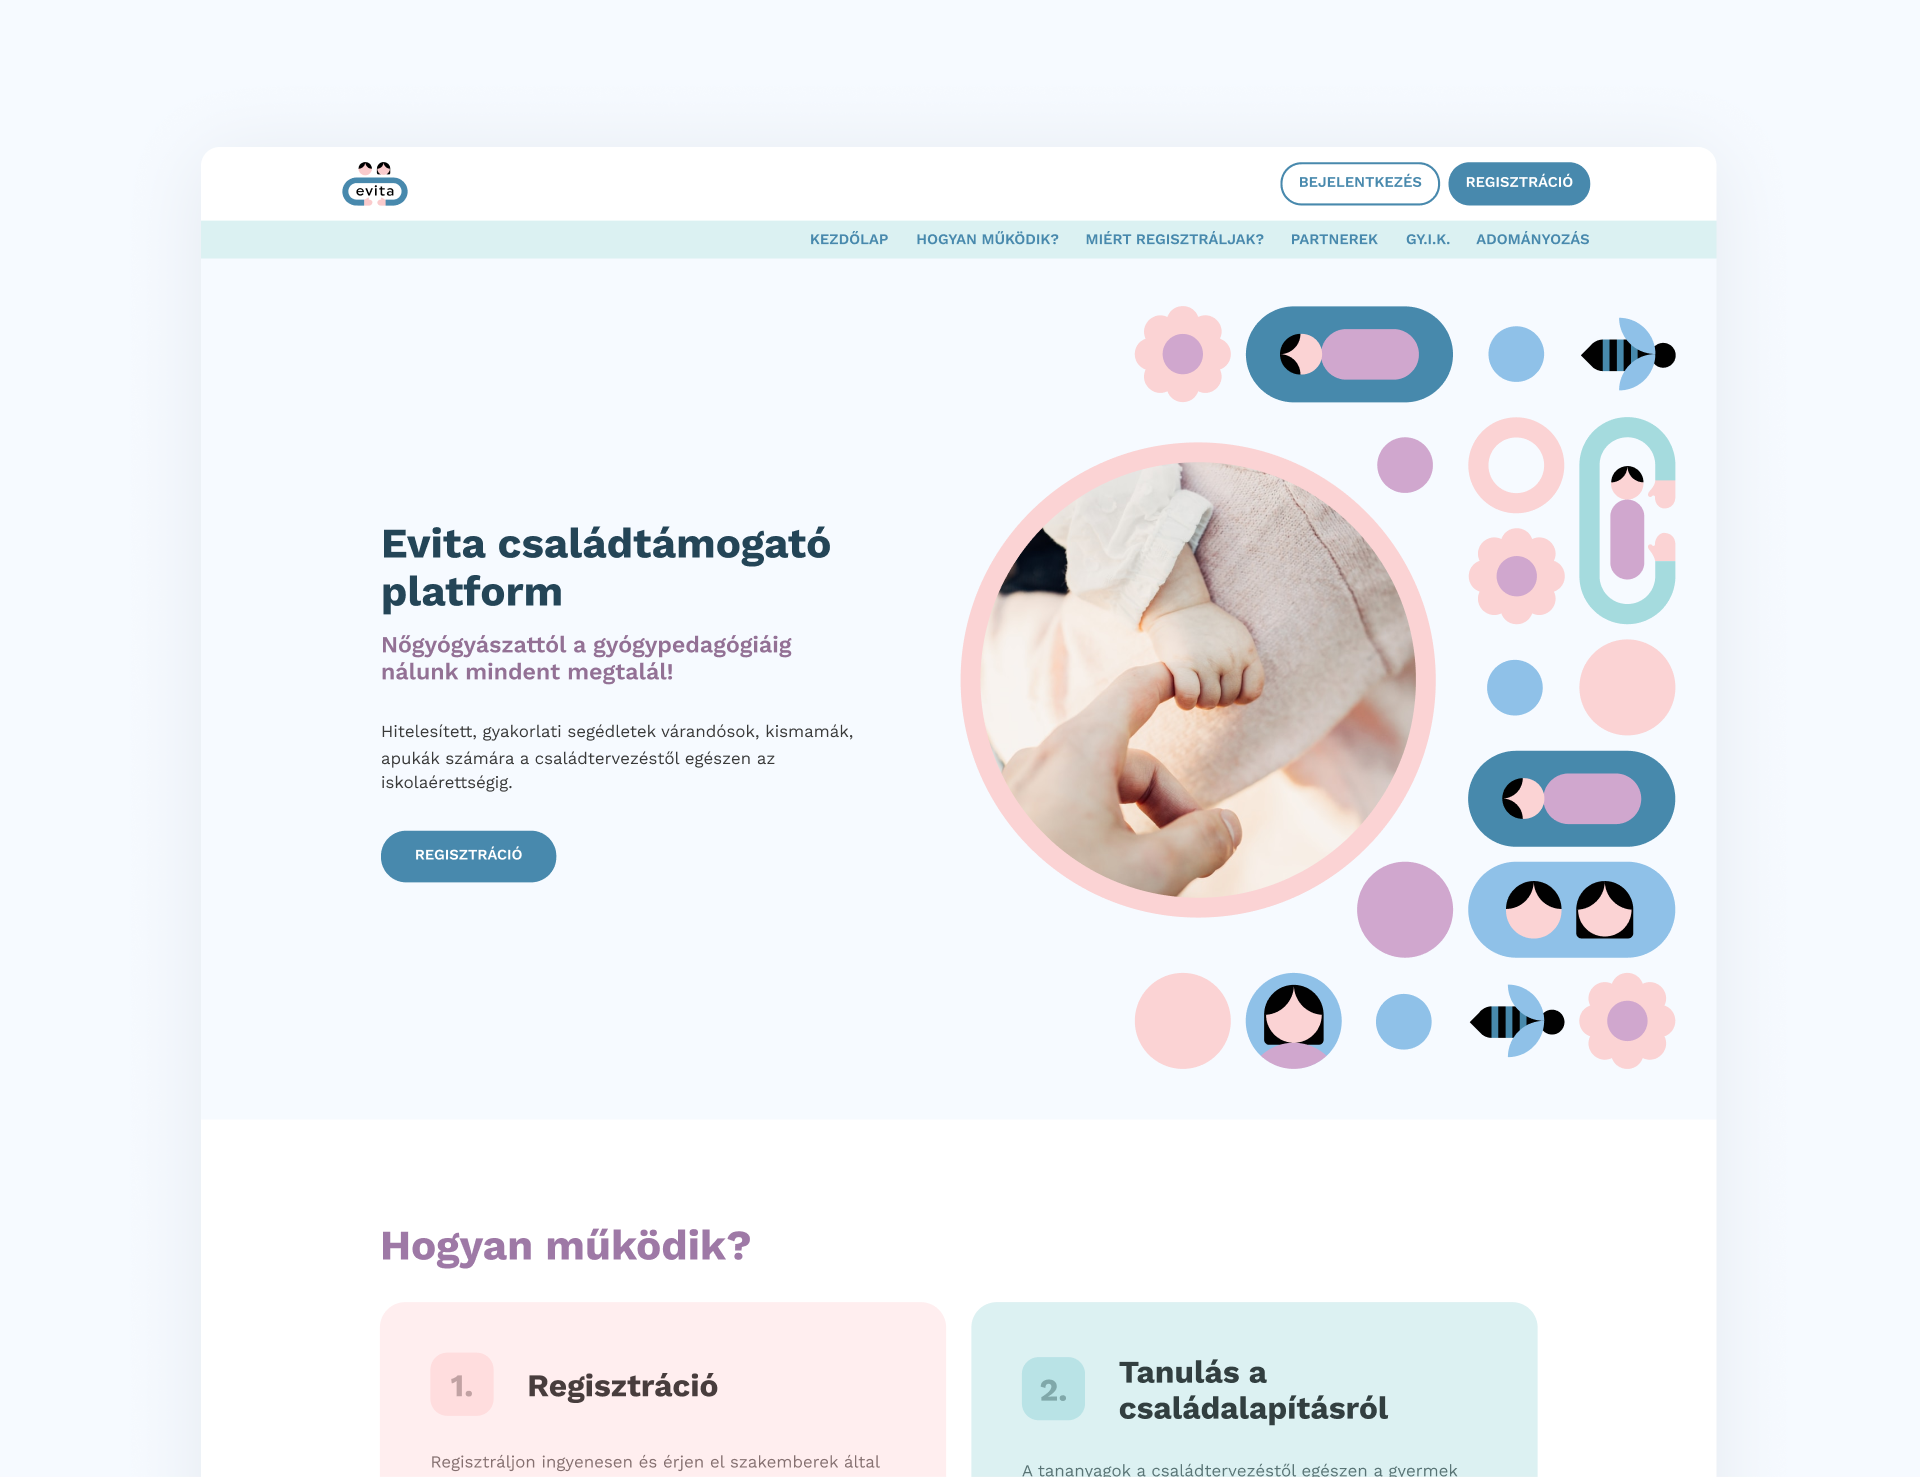 evita
BEJELENTKEZÉS
REGISZTRÁCIÓ
KEZDŐLAP HOGYAN MŰKÖDIK? MIÉRT REGISZTRÁLJAK? PARTNEREK GY.I.K. ADOMÁNYOZÁS
Evita családtámogató
platform
Nőgyógyászattól a gyógypedagógiáig
nálunk mindent megtalál!
Hitelesített, gyakorlati segédletek várandósok, kismamák,
apukák számára a családtervezéstől egészen az
iskolaérettségig.
REGISZTRÁCIÓ
Hogyan működik?
1.
Regisztráció
Regisztráljon ingyenesen és érjen el szakemberek által
2.
Tanulás a
családalapításról
A tananyagok a családtervezéstől egészen a gyermek